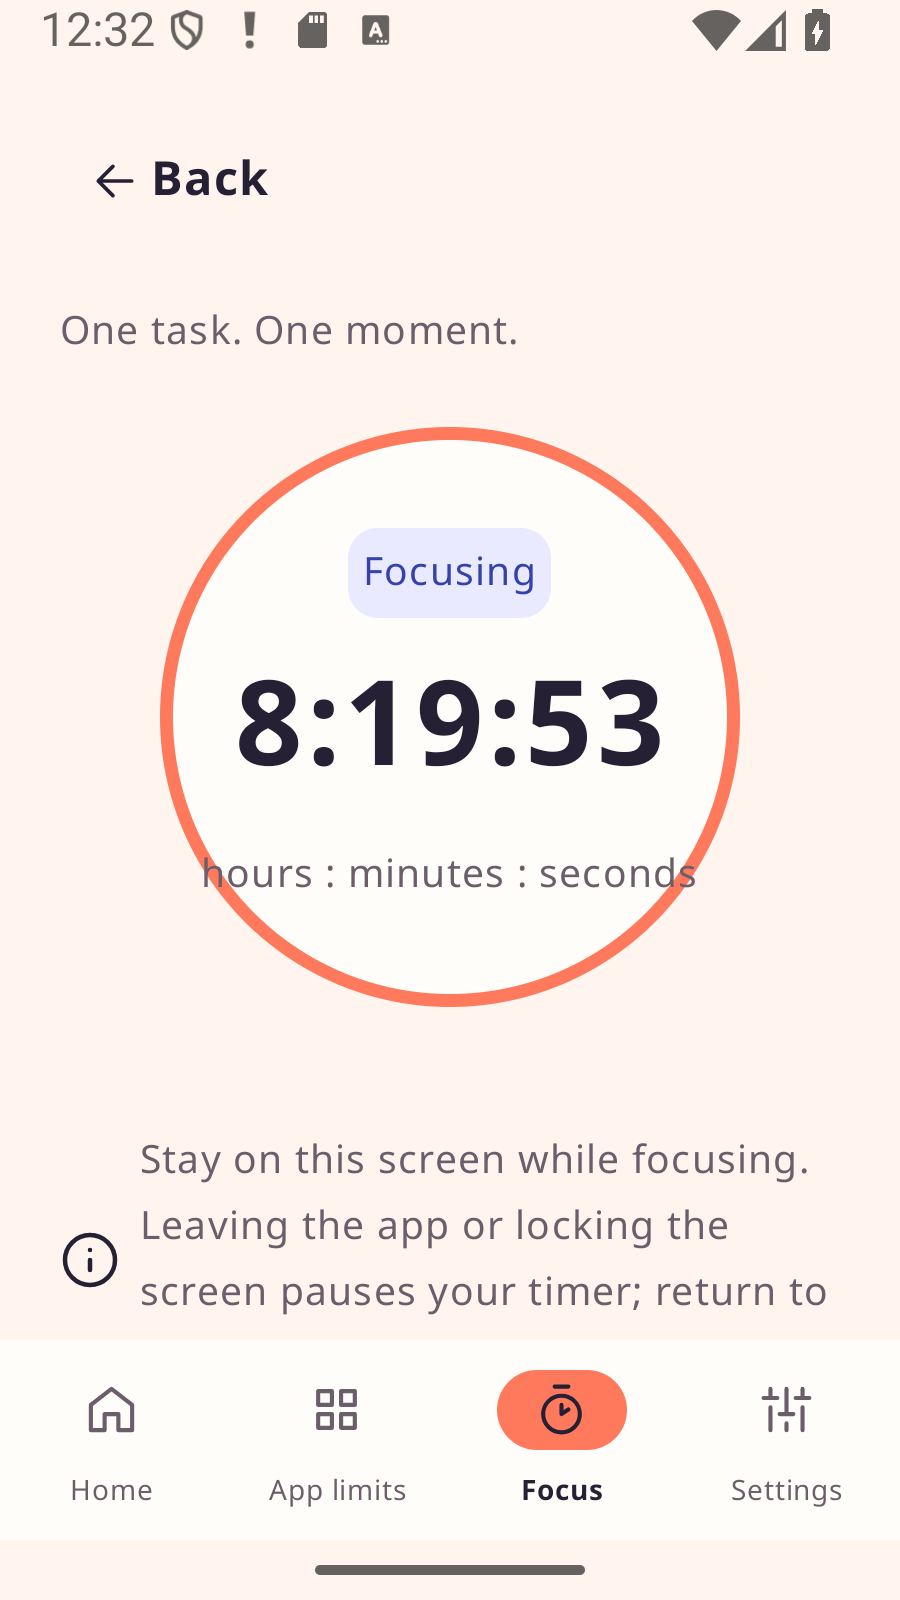 12:32
Back
One task. One moment.
Focusing
8:19:53
hours : minutes : seconds
Stay on this screen while focusing.
Leaving the app or locking the
screen pauses your timer; return to
Home
App limits
Focus
Settings